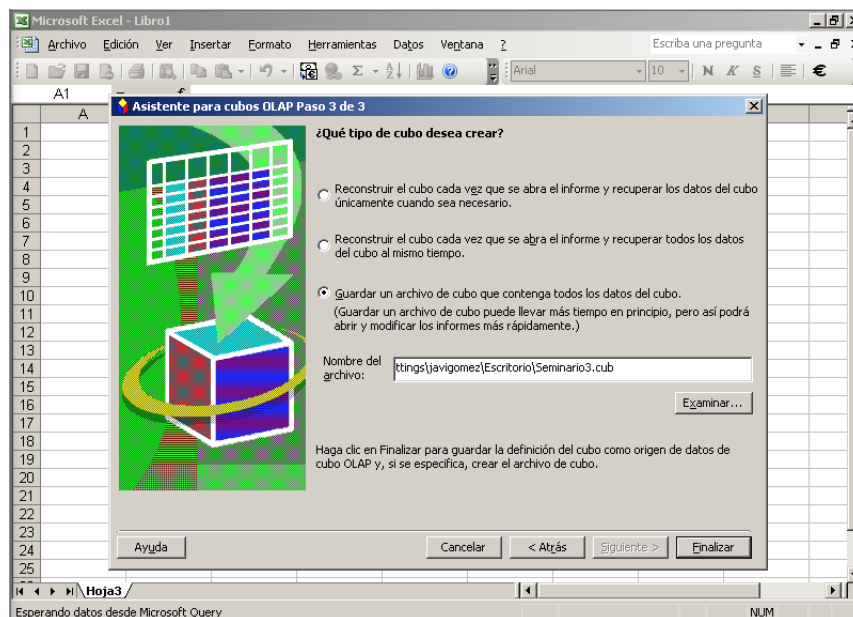 Microsoft Excel - Libro1
Archivo Edición Ver Insertar Formato Herramientas Datos Ventana ? Escriba una pregunta
Arial 10 N K S €
A1
A
Asistente para cubos OLAP Paso 3 de 3
¿Qué tipo de cubo desea crear?
Reconstruir el cubo cada vez que se abra el informe y recuperar los datos del cubo
únicamente cuando sea necesario.
Reconstruir el cubo cada vez que se abra el informe y recuperar todos los datos
del cubo al mismo tiempo.
Guardar un archivo de cubo que contenga todos los datos del cubo.
(Guardar un archivo de cubo puede llevar más tiempo en principio, pero así podrá
abrir y modificar los informes más rápidamente.)
Nombre del
archivo:
ttings\javigomez\Escritorio\Seminario3.cub
Examinar...
Haga clic en Finalizar para guardar la definición del cubo como origen de datos de
cubo OLAP y, si se especifica, crear el archivo de cubo.
Ayuda Cancelar < Atrás Siguiente > Finalizar
1
2
3
4
5
6
7
8
9
10
11
12
13
14
15
16
17
18
19
20
21
22
23
24
25
Hoja3
Esperando datos desde Microsoft Query NUM